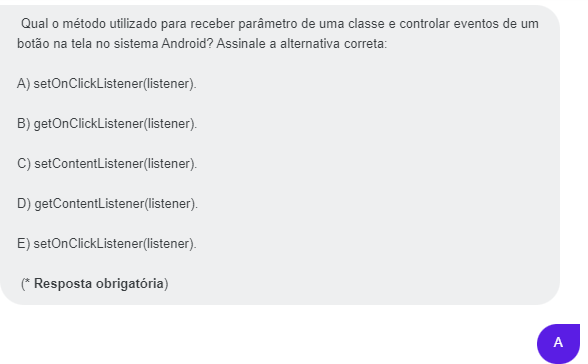 Qual o método utilizado para receber parâmetro de uma classe e controlar eventos de um
botão na tela no sistema Android? Assinale a alternativa correta:
A) setOnClickListener(listener).
B) getOnClickListener(listener).
C) setContentListener(listener).
D) getContentListener(listener).
E) setOnClickListener(listener).
(* Resposta obrigatória)
A